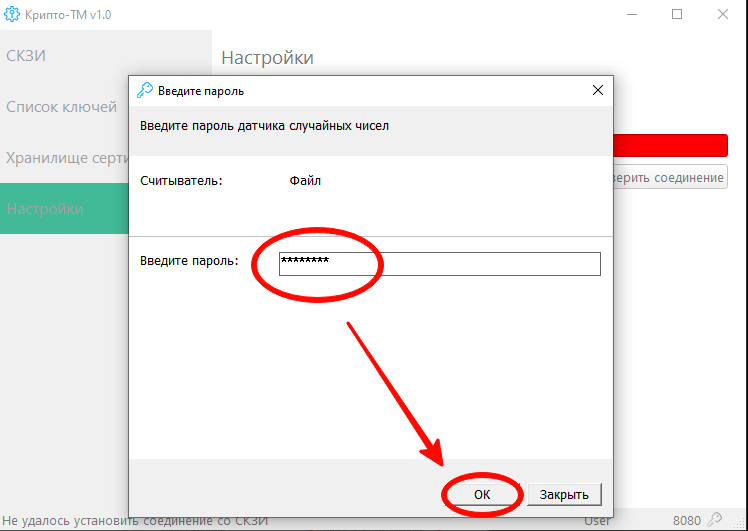 Крипто-ТМ v1.0
СКЗИ
Список ключей
Хранилище серти
Настройки
Настройки
верить соединение
Введите пароль
Введите пароль датчика случайных чисел
Считыватель: Файл
Введите пароль: ********
ОК Закрыть
Не удалось установить соединение со СКЗИ User 8080